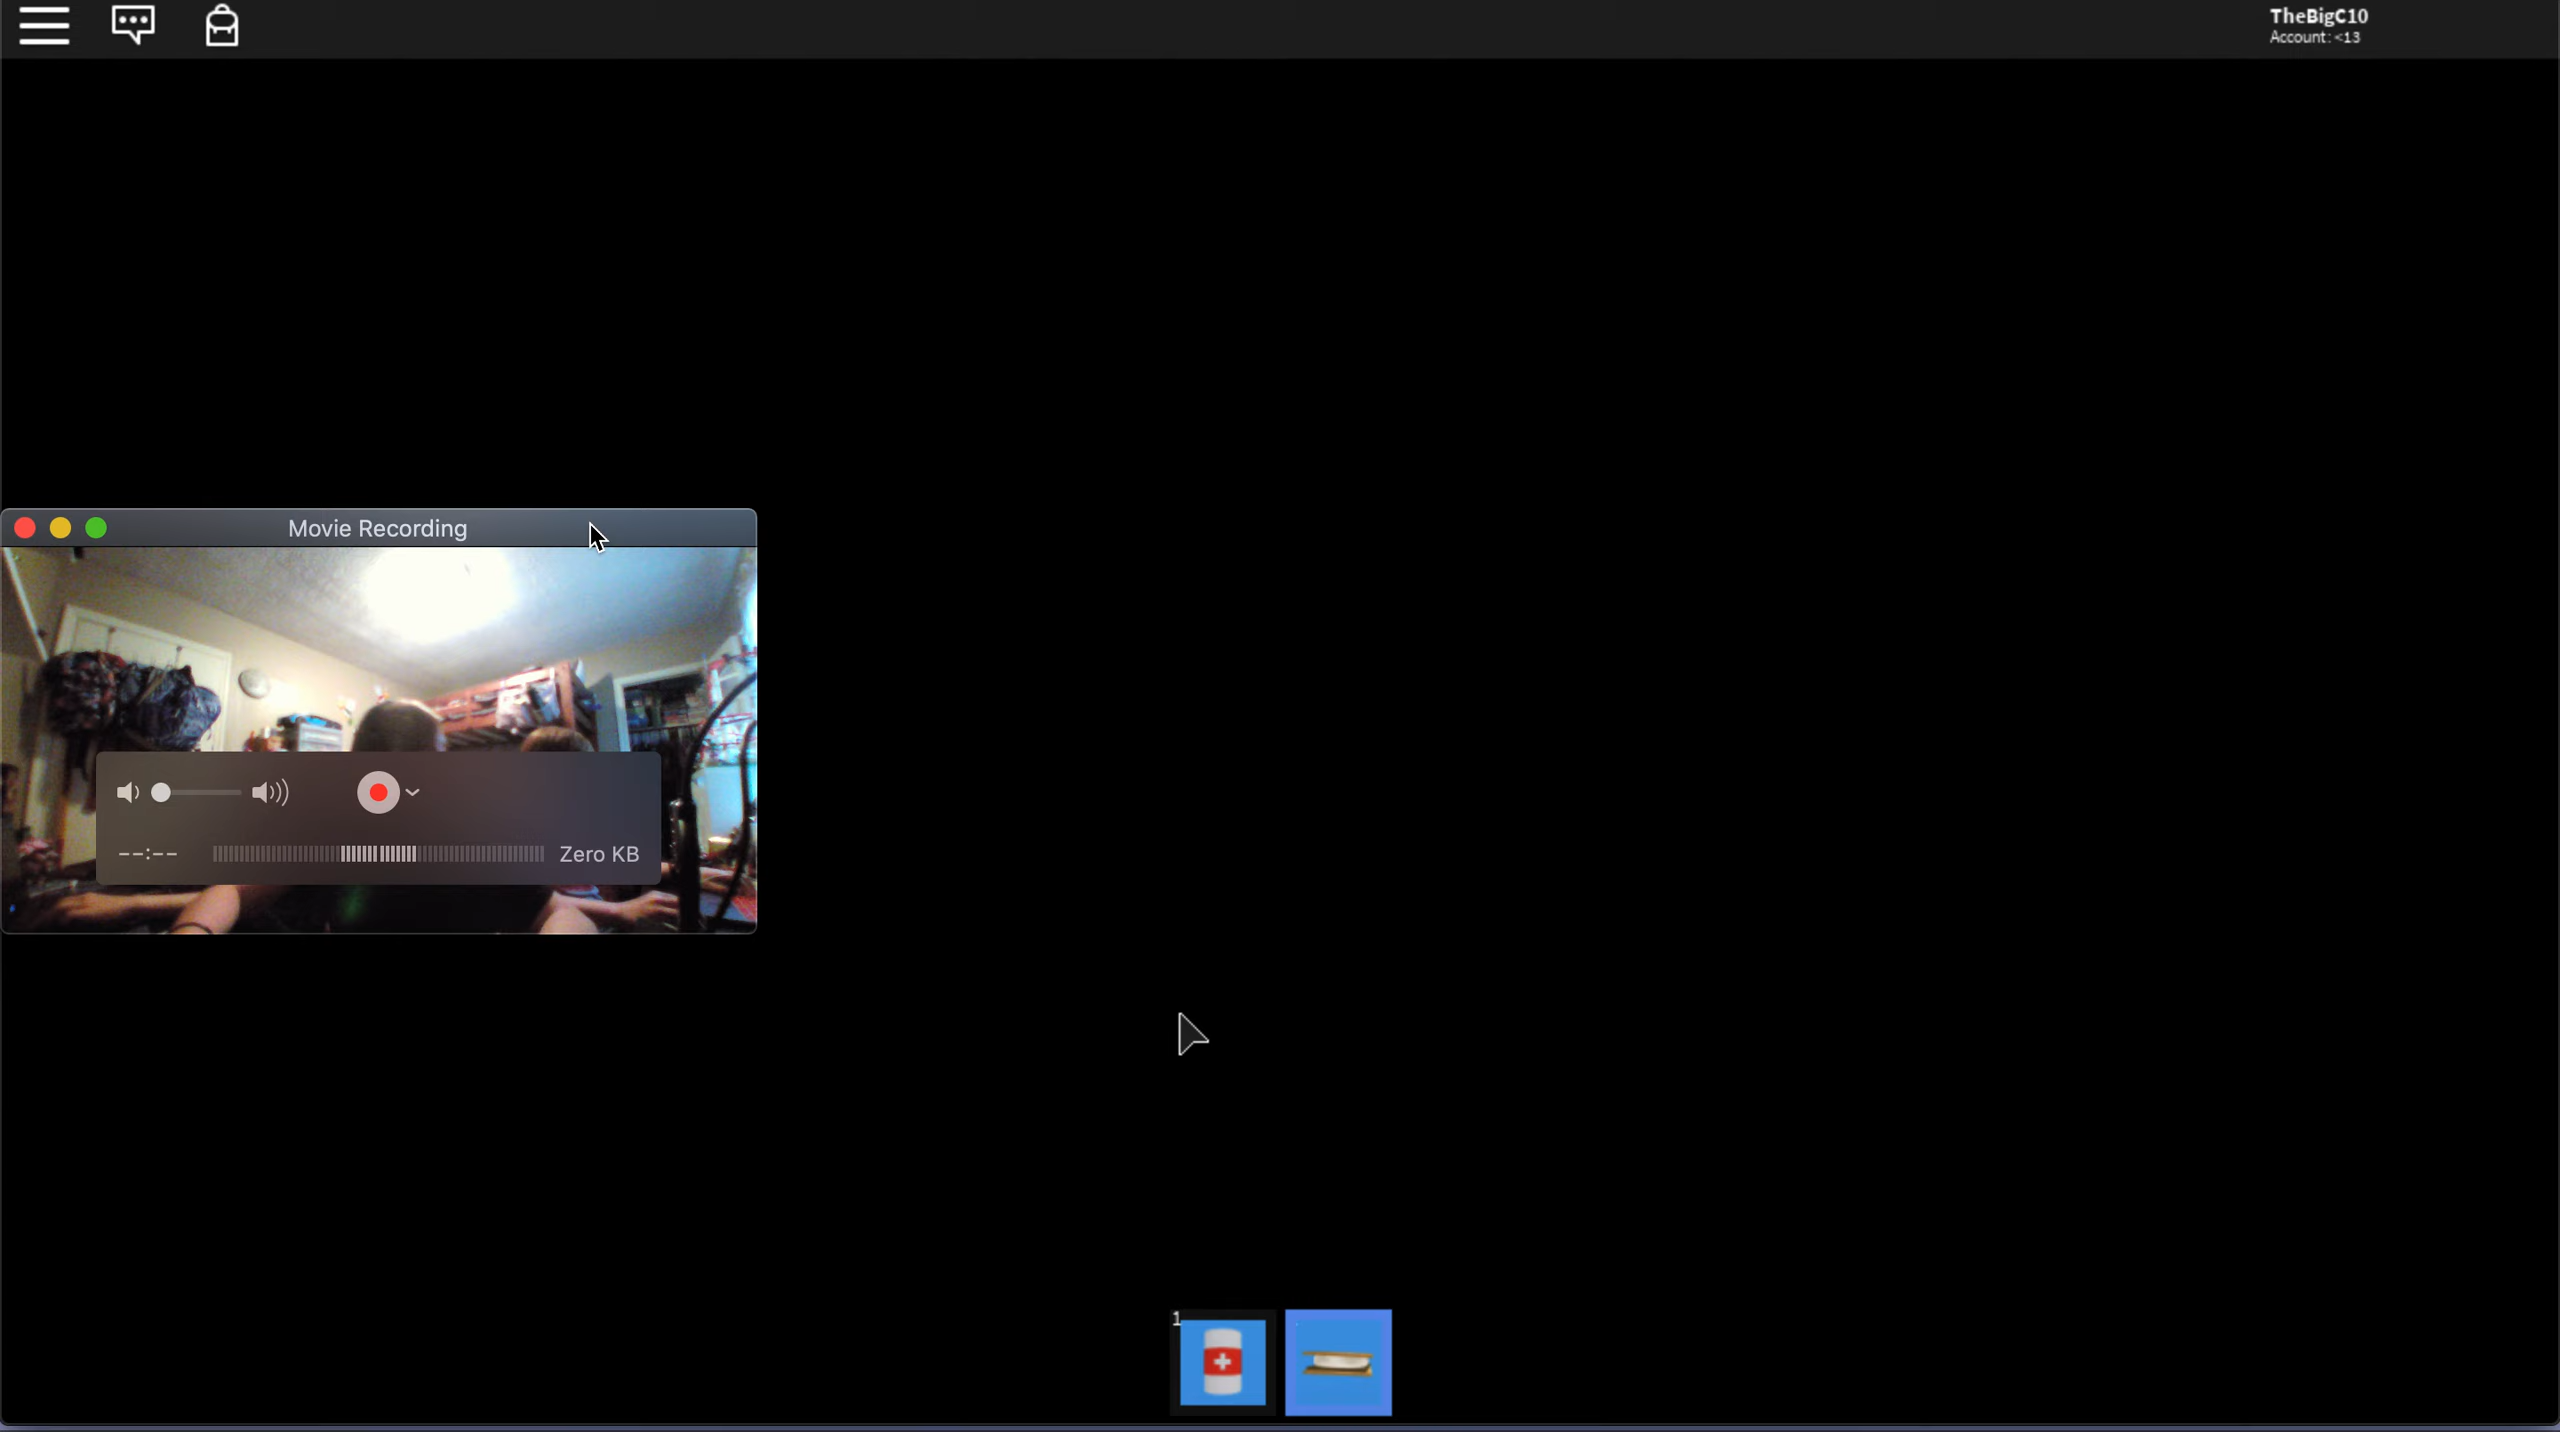 TheBigC10
Account: <13
Movie Recording
--:--
Zero KB
1